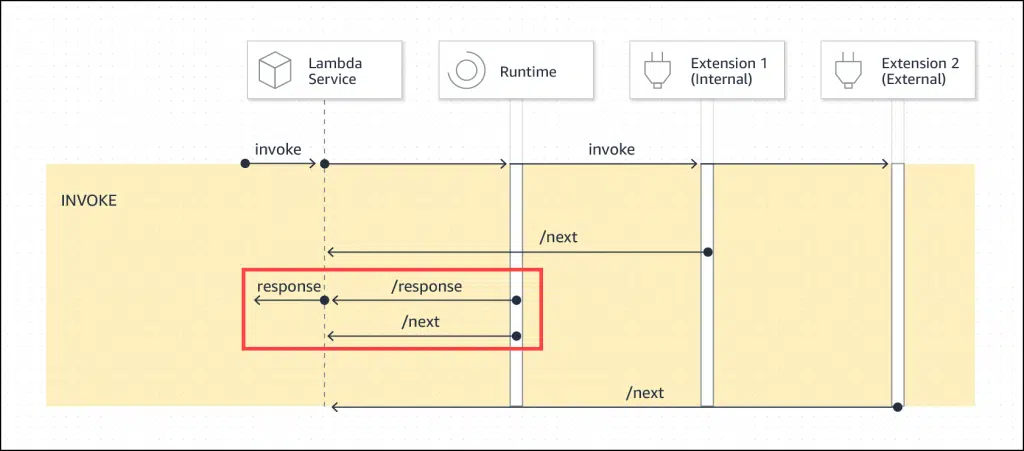 Lambda
Service
Runtime
Extension 1
(Internal)
Extension 2
(External)
invoke
invoke
INVOKE
/next
response
/response
/next
/next